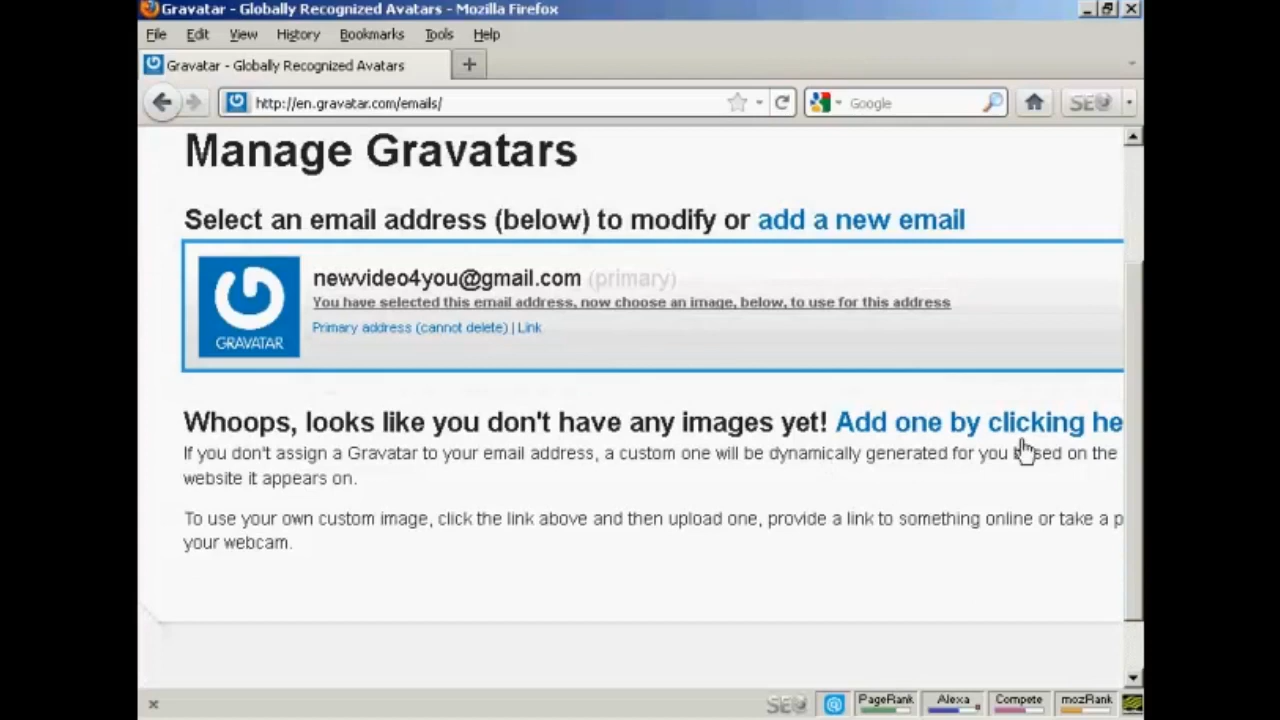 Gravatar - Globally Recognized Avatars - Mozilla Firefox
File Edit View History Bookmarks Tools Help
Gravatar - Globally Recognized Avatars
http://en.gravatar.com/emails/ Google SEO
Manage Gravatars
Select an email address (below) to modify or add a new email
newvideo4you@gmail.com (primary)
You have selected this email address, now choose an image, below, to use for this address
Primary address (cannot delete) | Link
GRAVATAR
Whoops, looks like you don't have any images yet! Add one by clicking he
If you don't assign a Gravatar to your email address, a custom one will be dynamically generated for you based on the
website it appears on.
To use your own custom image, click the link above and then upload one, provide a link to something online or take a p
your webcam.
SEO PageRank Alexa Compete mozRank